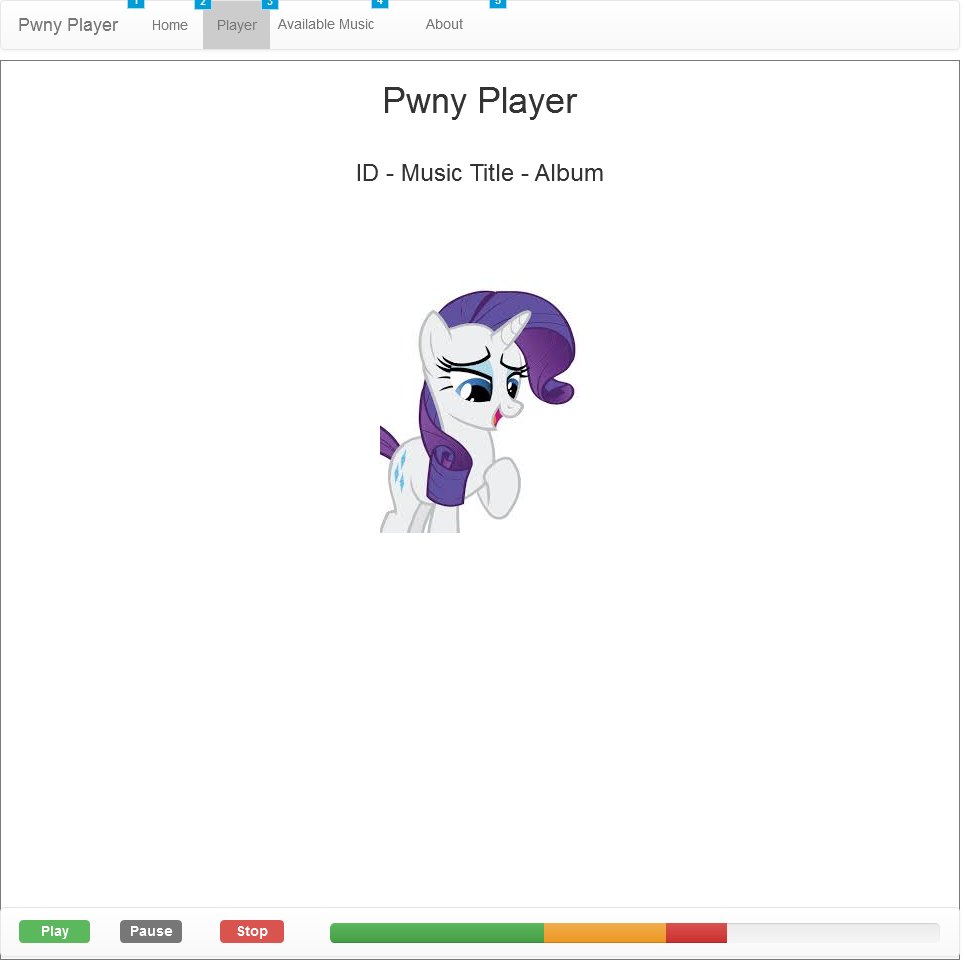 1 2 3 4 5
Pwny Player Home Player Available Music About
Pwny Player
ID - Music Title - Album
Play Pause Stop